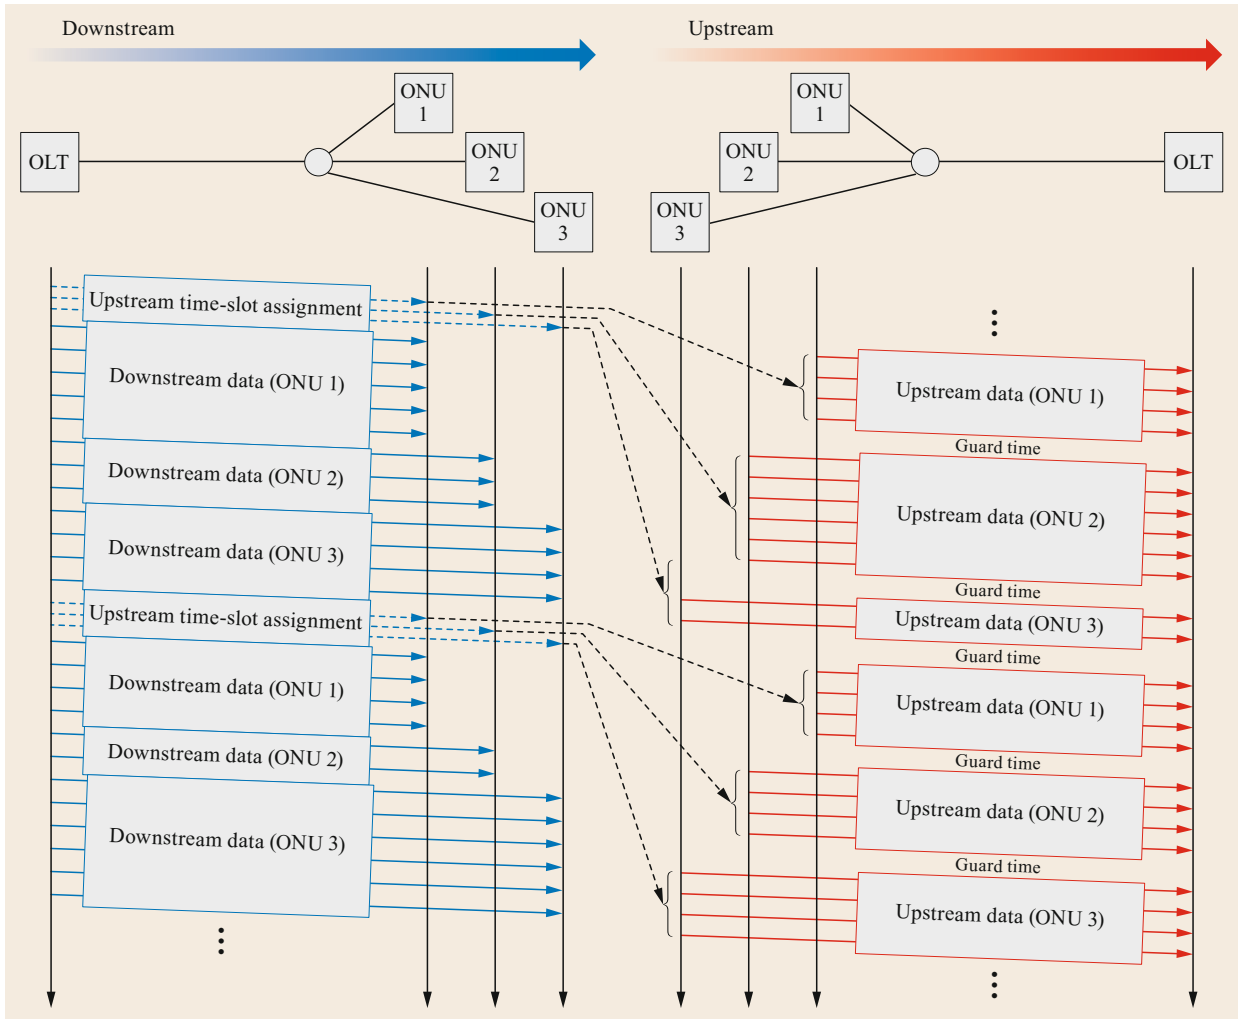 Downstream
Upstream
ONU
1
ONU
2
ONU
3
OLT
ONU
1
ONU
2
ONU
3
OLT
Upstream time-slot assignment
Downstream data (ONU 1)
Downstream data (ONU 2)
Downstream data (ONU 3)
Upstream time-slot assignment
Downstream data (ONU 1)
Downstream data (ONU 2)
Downstream data (ONU 3)
Upstream data (ONU 1)
Guard time
Upstream data (ONU 2)
Guard time
Upstream data (ONU 3)
Guard time
Upstream data (ONU 1)
Guard time
Upstream data (ONU 2)
Guard time
Upstream data (ONU 3)